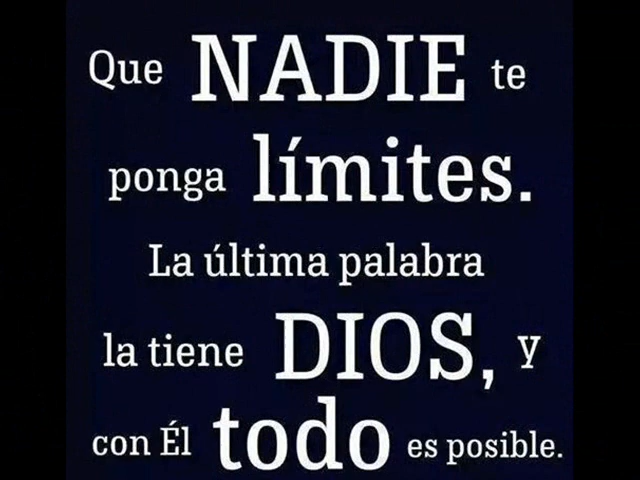 Que NADIE te
ponga límites.
La última palabra
la tiene DIOS, y
con Él todo es posible.